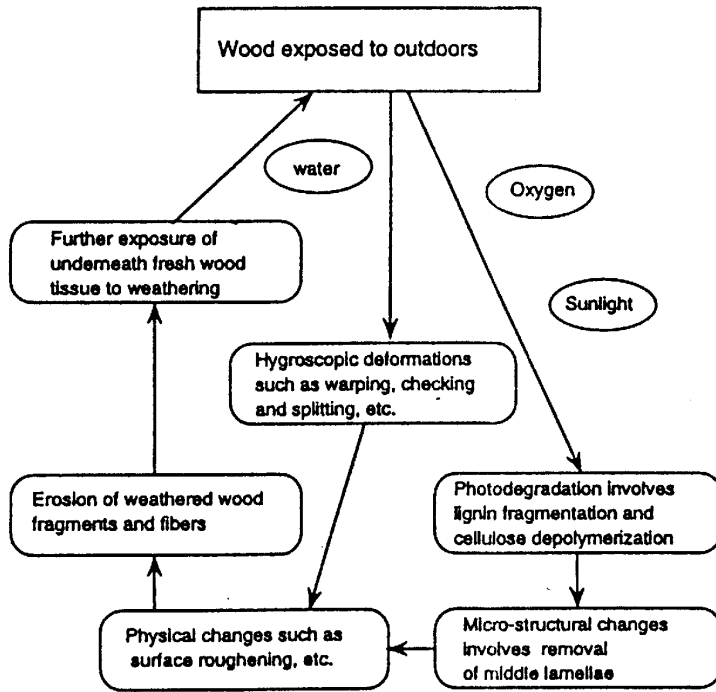 Wood exposed to outdoors
water
Oxygen
Further exposure of
underneath fresh wood
tissue to weathering
Sunlight
Hygroscopic deformations
such as warping, checking
and splitting, etc.
Erosion of weathered wood
fragments and fibers
Photodegradation involves
lignin fragmentation and
cellulose depolymerization
Physical changes such as
surface roughening, etc.
Micro-structural changes
involves removal
of middle lamellae